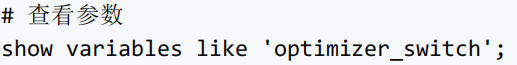 # 查看参数
show variables like 'optimizer_switch';